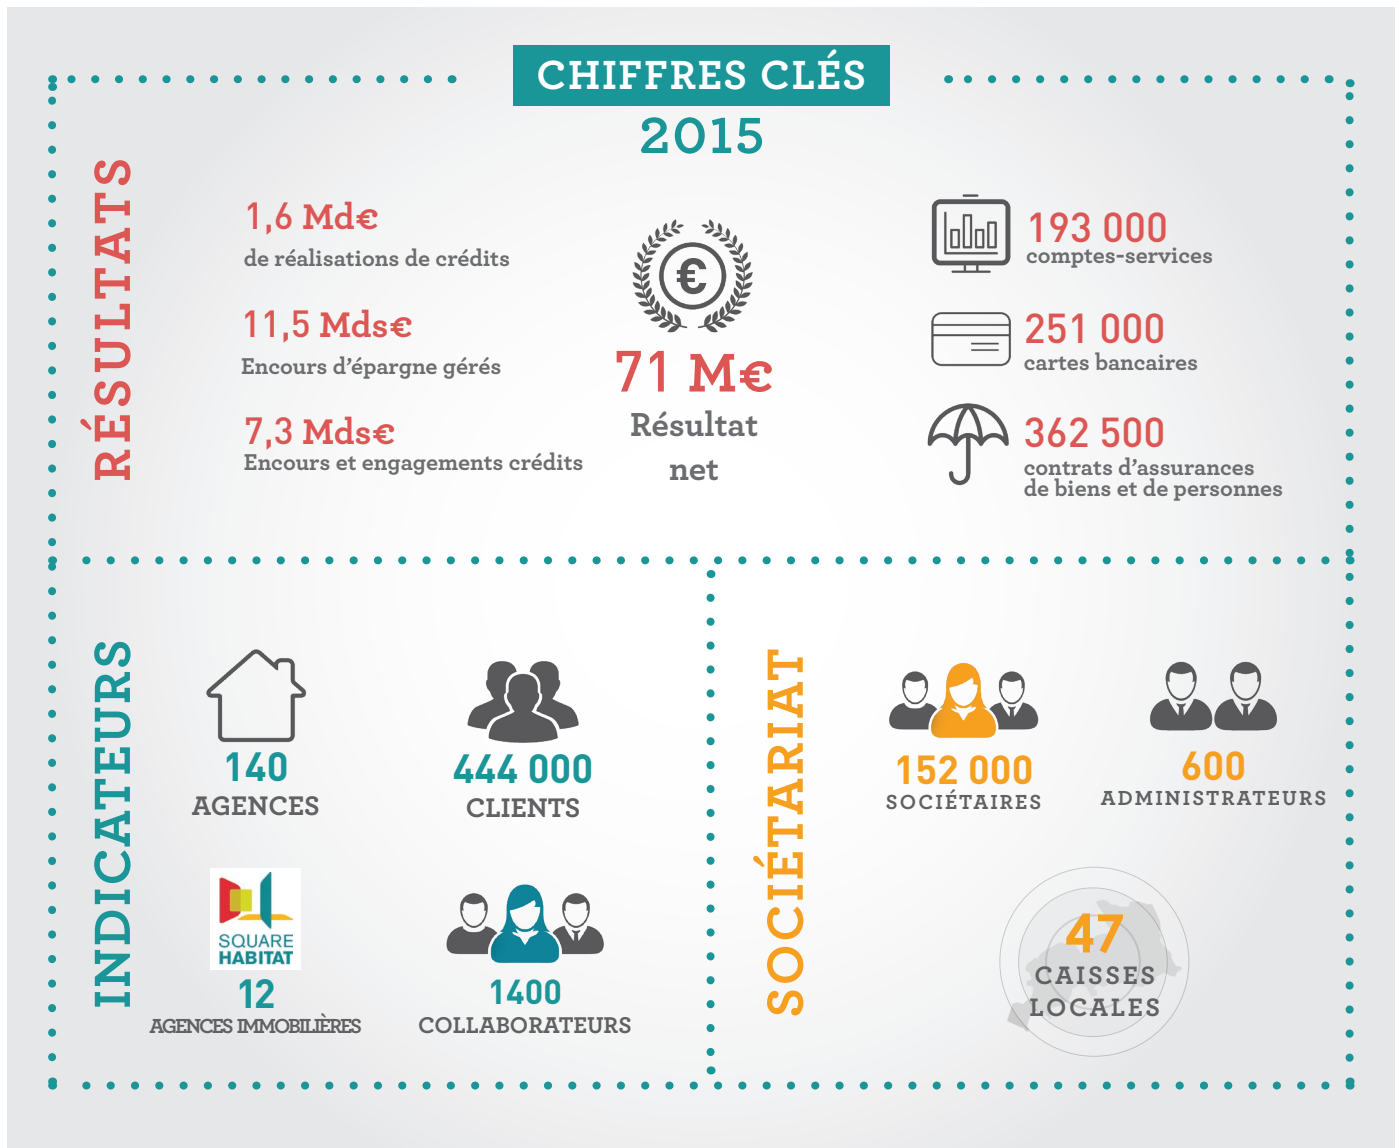 CHIFFRES CLÉS
2015
RÉSULTATS
1,6 Md€
de réalisations de crédits
11,5 Mds€
Encours d’épargne gérés
7,3 Mds€
Encours et engagements crédits
€
71 M€
Résultat
net
193 000
comptes-services
251 000
cartes bancaires
362 500
contrats d’assurances
de biens et de personnes
INDICATEURS
140
AGENCES
444 000
CLIENTS
SQUARE
HABITAT
12
AGENCES IMMOBILIÈRES
1400
COLLABORATEURS
SOCIÉTARIAT
152 000
SOCIÉTAIRES
600
ADMINISTRATEURS
47
CAISSES
LOCALES